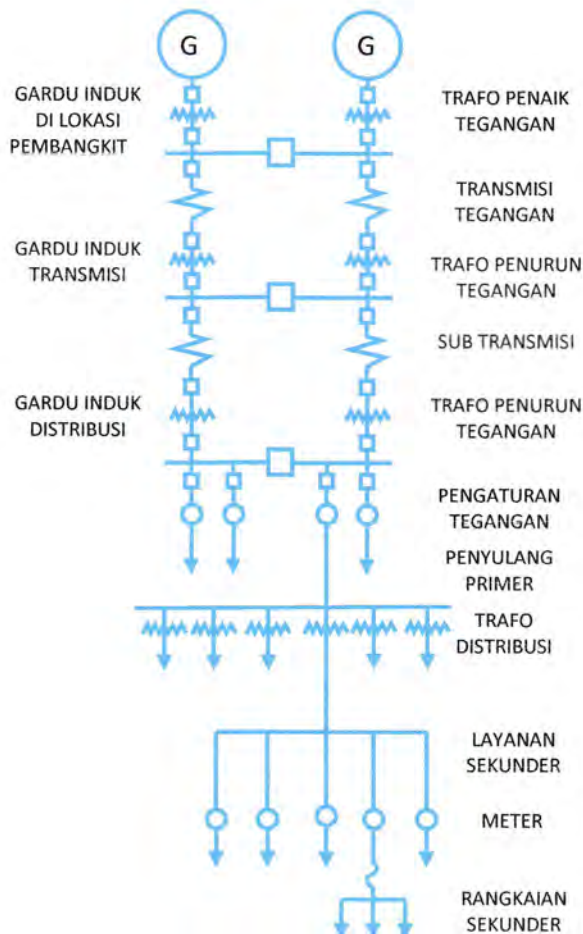 G
G
GARDU INDUK
DI LOKASI
PEMBANGKIT
TRAFO PENAIK
TEGANGAN
TRANSMISI
TEGANGAN
GARDU INDUK
TRANSMISI
TRAFO PENURUN
TEGANGAN
SUB TRANSMISI
GARDU INDUK
DISTRIBUSI
TRAFO PENURUN
TEGANGAN
PENGATURAN
TEGANGAN
PENYULANG
PRIMER
TRAFO
DISTRIBUSI
LAYANAN
SEKUNDER
METER
RANGKAIAN
SEKUNDER